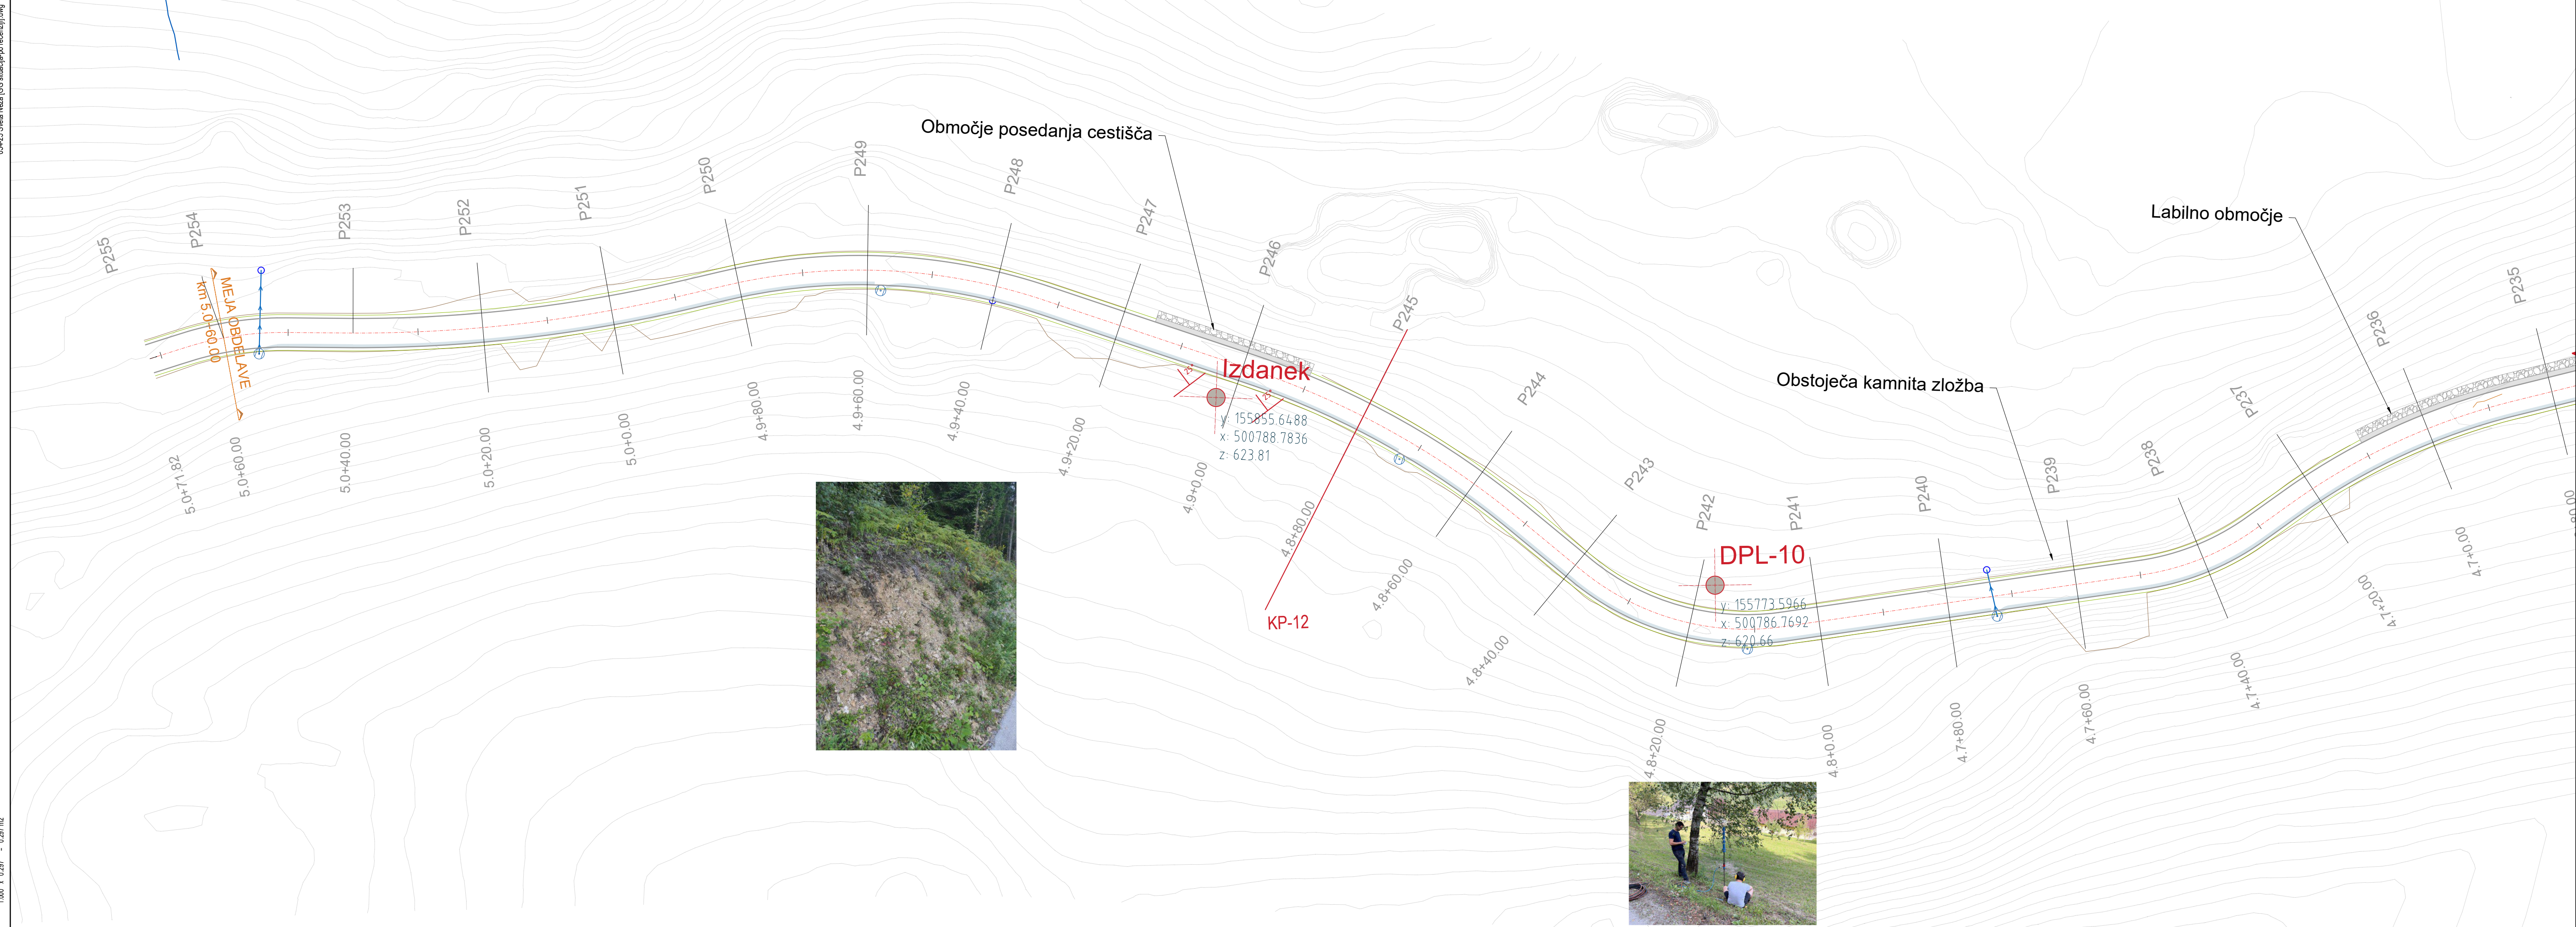 Območje posedanja cestišča
Labilno območje
Obstoječa kamnita zložba
P255
P254
P253
P252
P251
P250
P249
P248
P247
P246
P245
P244
P243
P242
P241
P240
P239
P238
P237
P236
P235
MEJA OBDELAVE
km 5.0+60.00
Izdanek
25°
25°
y: 155855.6488
x: 500788.7836
z: 623.81
KP-12
DPL-10
y: 155773.5966
x: 500786.7692
z: 620.66
5.0+71.82
5.0+60.00
5.0+40.00
5.0+20.00
5.0+0.00
4.9+80.00
4.9+60.00
4.9+40.00
4.9+20.00
4.9+0.00
4.8+80.00
4.8+60.00
4.8+40.00
4.8+20.00
4.8+0.00
4.7+80.00
4.7+60.00
4.7+40.00
4.7+20.00
4.7+0.00